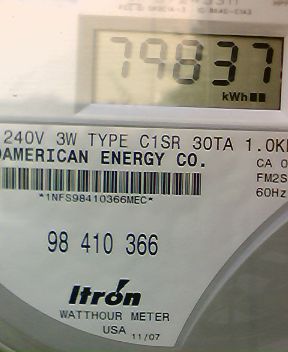 79837
kWh
240V 3W TYPE C1SR 30TA 1.0K
AMERICAN ENERGY CO.
CA 0
FM2S
60Hz
*1NFS98410366MEC*
98 410 366
Itron
WATTHOUR METER
USA 11/07